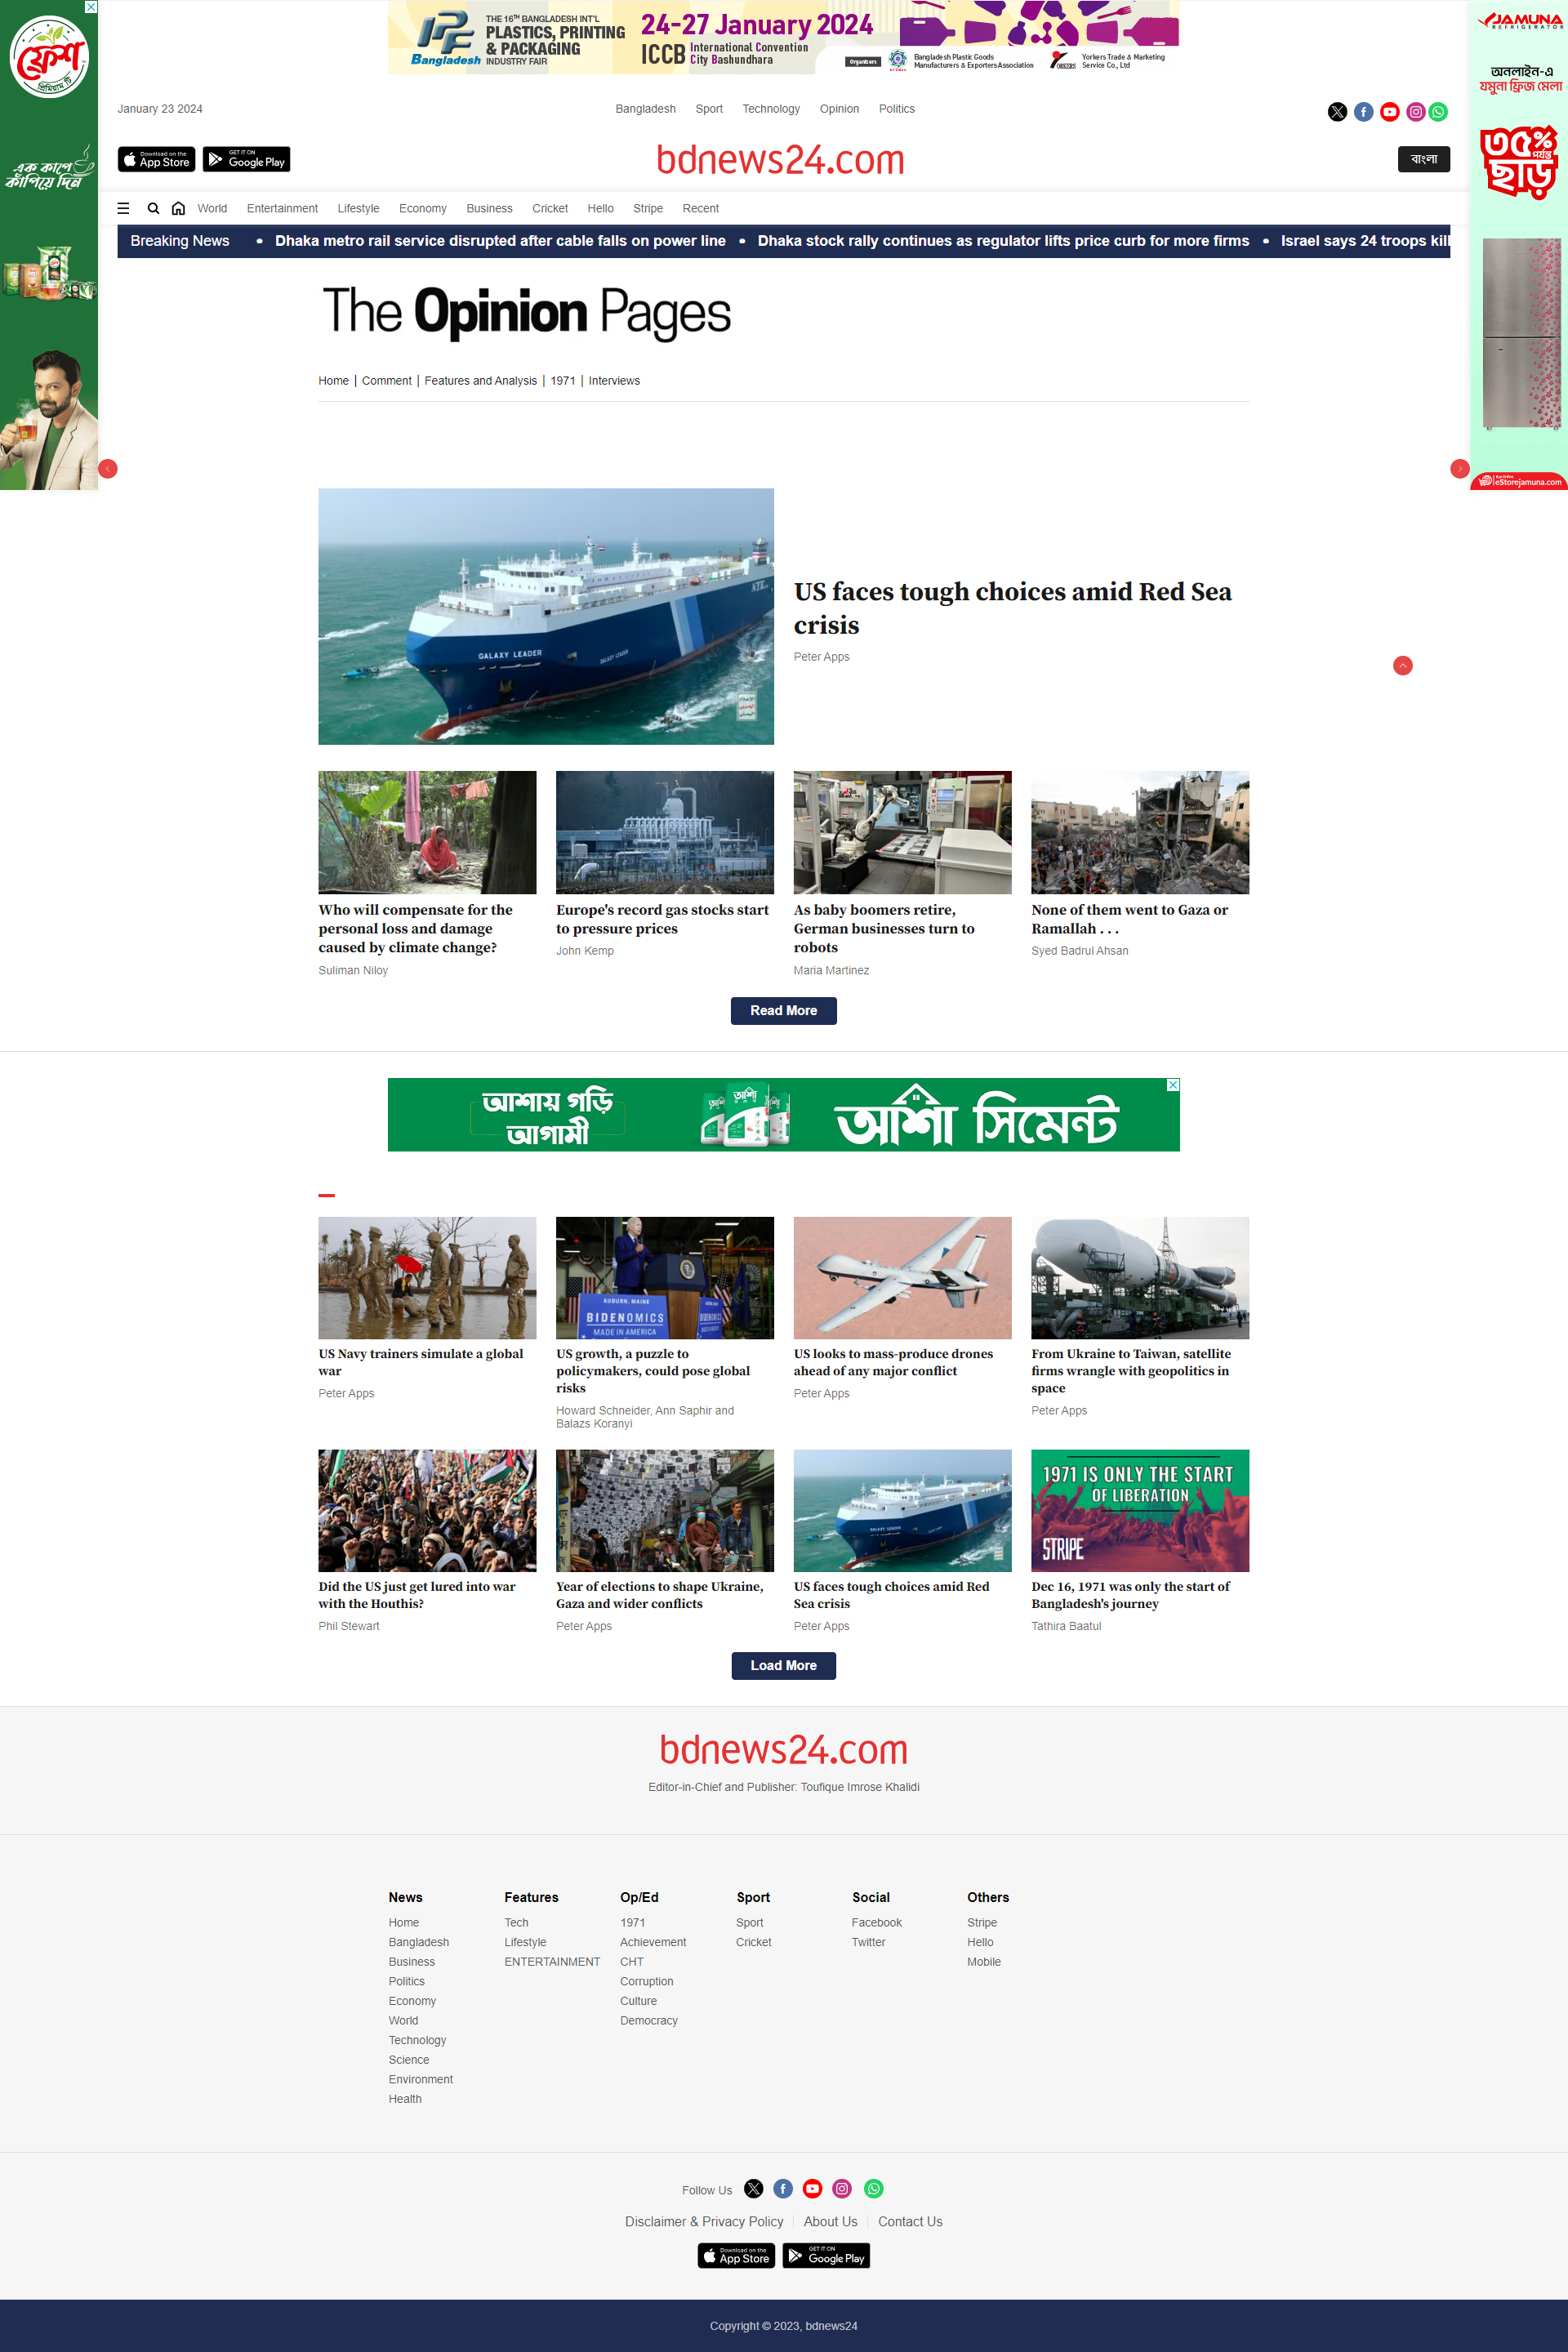 ফ্রেশ
প্রিমিয়াম টি
এক কাপে
কাঁপিয়ে দিন
THE 16TH BANGLADESH INT'L
PLASTICS, PRINTING
& PACKAGING
INDUSTRY FAIR
IPF
Bangladesh
24-27 January 2024
ICCB International Convention
City Bashundhara
Organizers
Bangladesh Plastic Goods
Manufacturers & Exporters Association
Yorkers Trade & Marketing
Service Co., Ltd
JAMUNA
REFRIGERATOR
অনলাইন-এ
যমুনা ফ্রিজ মেলা
৩৫%
পর্যন্ত
ছাড়
eStorejamuna.com
January 23 2024
Bangladesh Sport Technology Opinion Politics
Download on the
App Store
GET IT ON
Google Play
bdnews24.com
বাংলা
World Entertainment Lifestyle Economy Business Cricket Hello Stripe Recent
Breaking News • Dhaka metro rail service disrupted after cable falls on power line • Dhaka stock rally continues as regulator lifts price curb for more firms • Israel says 24 troops kill
The Opinion Pages
Home | Comment | Features and Analysis | 1971 | Interviews
GALAXY LEADER
GALAXY LEADER
US faces tough choices amid Red Sea
crisis
Peter Apps
Who will compensate for the
personal loss and damage
caused by climate change?
Suliman Niloy
Europe's record gas stocks start
to pressure prices
John Kemp
As baby boomers retire,
German businesses turn to
robots
Maria Martinez
None of them went to Gaza or
Ramallah . . .
Syed Badrul Ahsan
Read More
আশায় গড়ি
আগামী
আশা
আশা সিমেন্ট
AUBURN, MAINE
BIDENOMICS
MADE IN AMERICA
BIDENOMICS
US Navy trainers simulate a global
war
Peter Apps
US growth, a puzzle to
policymakers, could pose global
risks
Howard Schneider, Ann Saphir and
Balazs Koranyi
US looks to mass-produce drones
ahead of any major conflict
Peter Apps
From Ukraine to Taiwan, satellite
firms wrangle with geopolitics in
space
Peter Apps
GALAXY LEADER
1971 IS ONLY THE START
OF LIBERATION
STRIPE
Did the US just get lured into war
with the Houthis?
Phil Stewart
Year of elections to shape Ukraine,
Gaza and wider conflicts
Peter Apps
US faces tough choices amid Red
Sea crisis
Peter Apps
Dec 16, 1971 was only the start of
Bangladesh's journey
Tathira Baatul
Load More
bdnews24.com
Editor-in-Chief and Publisher: Toufique Imrose Khalidi
News
Home
Bangladesh
Business
Politics
Economy
World
Technology
Science
Environment
Health
Features
Tech
Lifestyle
ENTERTAINMENT
Op/Ed
1971
Achievement
CHT
Corruption
Culture
Democracy
Sport
Sport
Cricket
Social
Facebook
Twitter
Others
Stripe
Hello
Mobile
Follow Us
Disclaimer & Privacy Policy About Us Contact Us
Download on the
App Store
GET IT ON
Google Play
Copyright © 2023, bdnews24